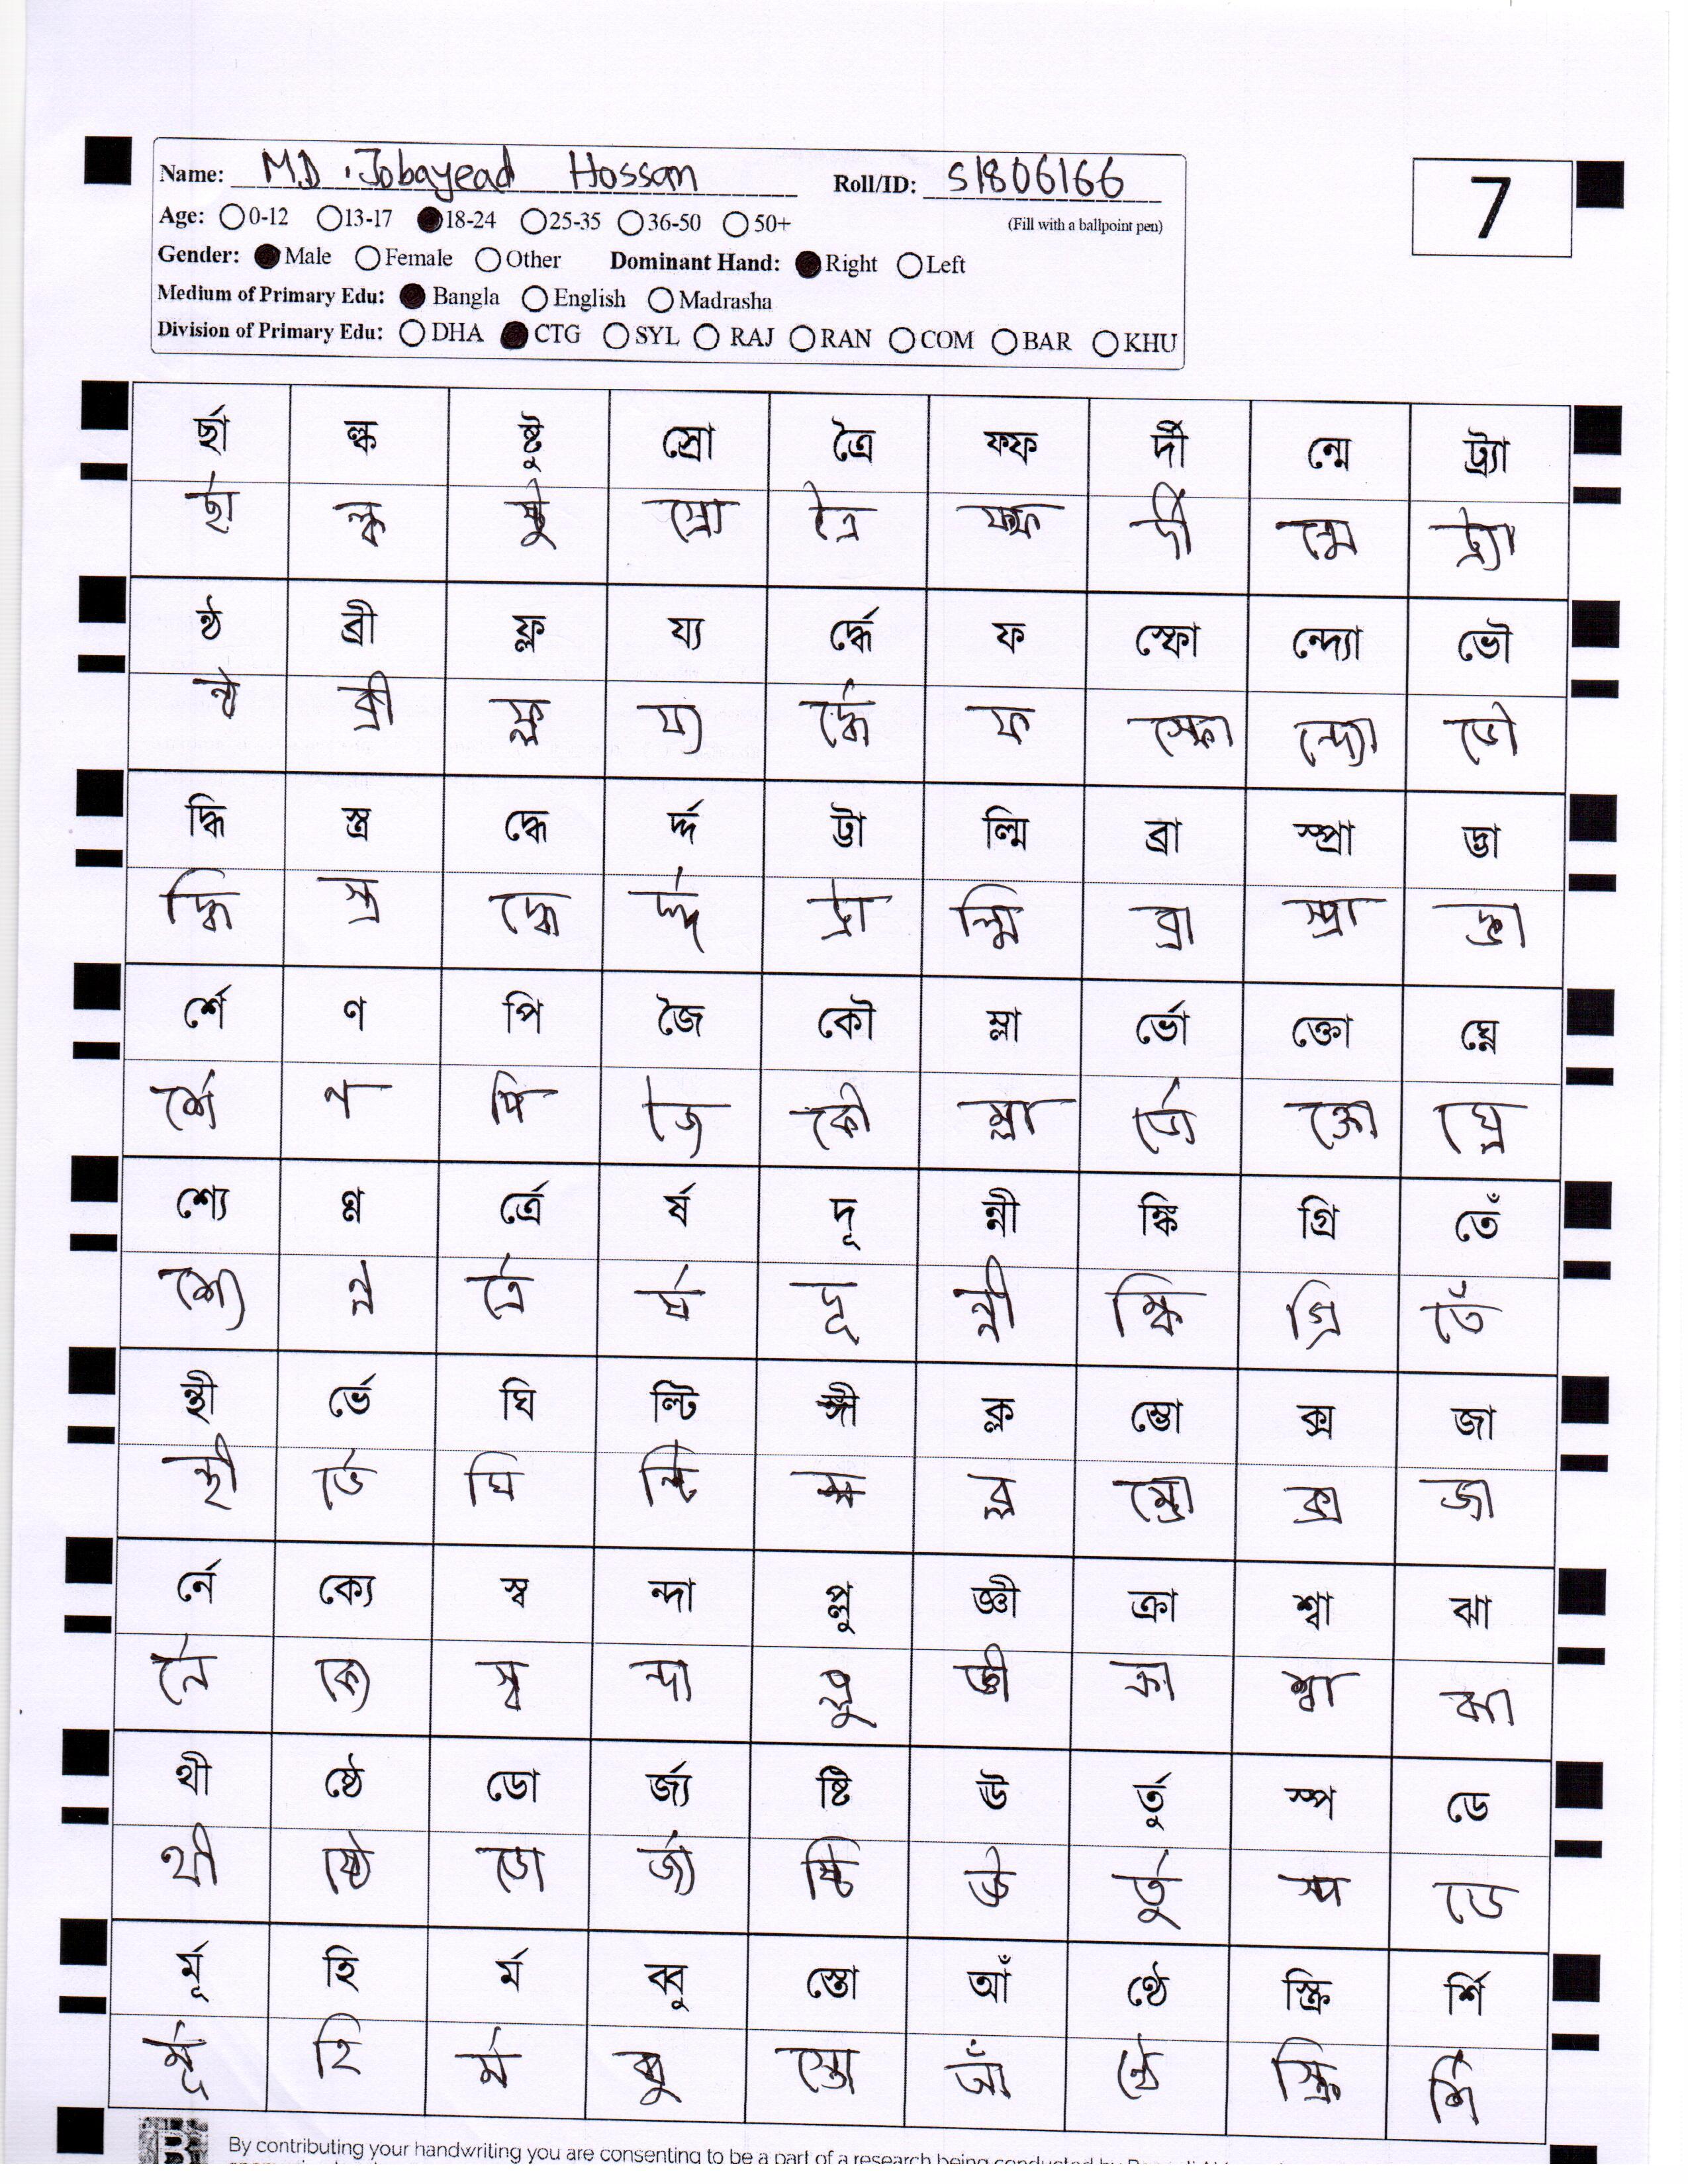 Name: M.D. Jobayead Hossan Roll/ID: S1806166
7
Age: 0-12 13-17 18-24 25-35 36-50 50+ (Fill with a ballpoint pen)
Gender: Male Female Other Dominant Hand: Right Left
Medium of Primary Edu: Bangla English Madrasha
Division of Primary Edu: DHA CTG SYL RAJ RAN COM BAR KHU
র্ছা ল্ক ষ্টু স্রো ত্রৈ ফফ র্দী ন্মে ট্র্যা
র্ছা ল্ক ষ্টু স্রো ত্রৈ ফফ র্দী ন্মে ট্র্যা
ন্ঠ ব্রী ফ্ল য্য র্দ্ধে ফ স্ফো ন্দ্যো ভৌ
ন্ঠ ব্রী ফ্ল য্য র্দ্ধে ফ স্ফো ন্দ্যো ভৌ
দ্ধি স্ত্র দ্ধে র্দ্দ ট্টা ল্মি ব্রা স্প্রা ড্ডা
দ্ধি স্ত্র দ্ধে র্দ্দ ট্টা ল্মি ব্রা স্প্রা ড্ডা
র্শে ণ পি জৈ কৌ ম্লা র্ভো ক্তো ঘ্নে
র্শে ণ পি জৈ কৌ ম্লা র্ভো ক্তো ঘ্নে
শ্যে ণ্ন র্ত্রে র্ষ দূ ন্নী ঙ্কি গ্রি তেঁ
শ্যে র্ত্রে র্ষ দূ ন্নী ঙ্কি গ্রি তেঁ
ন্থী র্ভে ঘি ল্টি ঙ্গী ক্ল ম্ভো ক্স জা
ন্থী র্ভে ঘি ল্টি ক্ল ম্ভো ক্স জা
র্নে ক্যে স্ব ন্দা প্লু জ্ঞী ক্রা শ্বা ঝা
র্নে ক্যে স্ব ন্দা প্লু জ্ঞী ক্রা শ্বা ঝা
থী ষ্ঠে ডো র্জ্য ষ্টি ঊ র্তু স্প ডে
থী ষ্ঠে ডো র্জ্য ষ্টি ঊ র্তু স্প ডে
র্মূ হি র্ম ব্বু স্তো আঁ ণ্ঠে স্ক্রি র্শি
র্মূ হি র্ম ব্বু স্তো আঁ ণ্ঠে স্ক্রি র্শি
By contributing your handwriting you are consenting to be a part of a research being conducted by